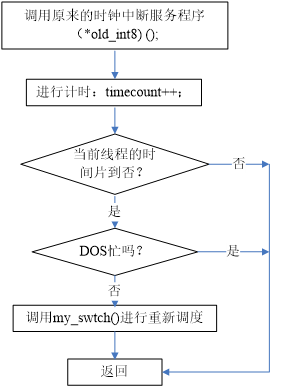 调用原来的时钟中断服务程序
（*old_int8) ();
进行计时：timecount++；
当前线程的时
间片到否？
否
是
DOS忙吗？
是
否
调用my_swtch()进行重新调度
返回